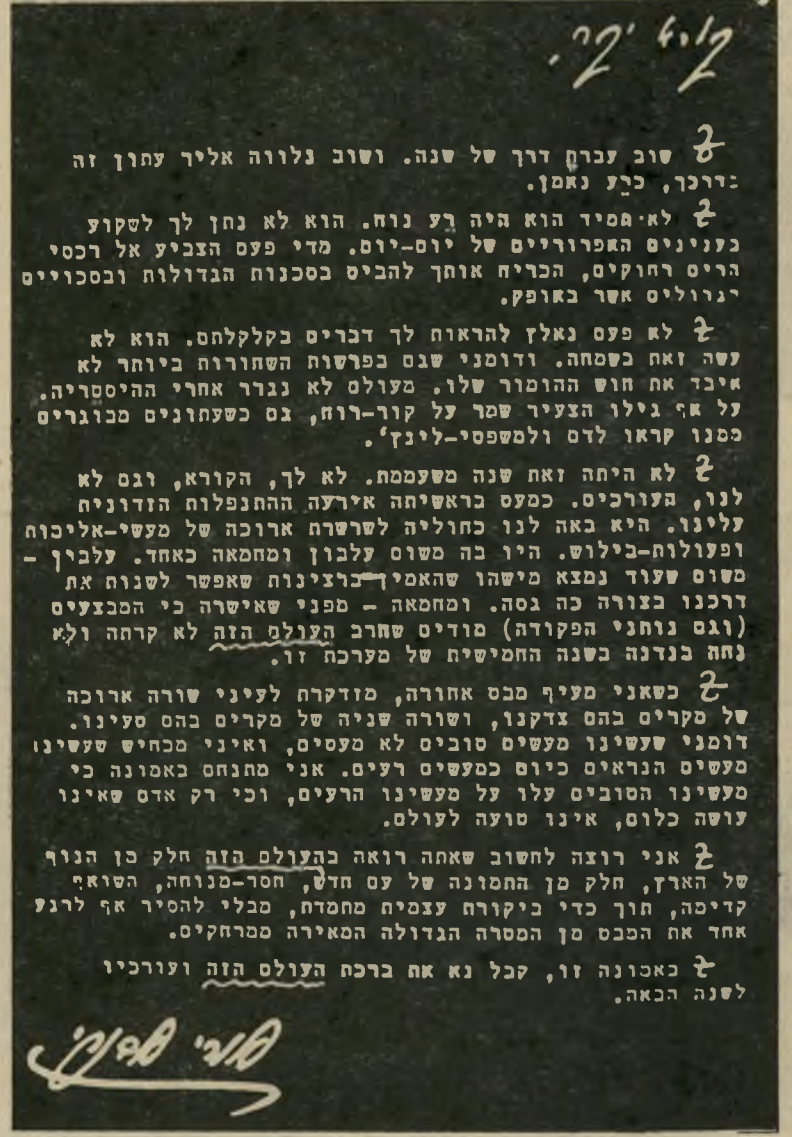 קורא יקר,
שוב עברת דרך של שנה. ושוב נלווה אליך עתון זה
בדרכך, כרע נאמן.
לא תמיד הוא היה רע נוח. הוא לא נתן לך לשקוע
בענינים האפרוריים של יום-יום. מדי פעם הצביע אל רכסי
הרים רחוקים, הכריח אותך להביט בסכנות הגדולות ובסכויים
הגדולים אשר באופק.
לא פעם נאלץ להראות לך דברים בקלקלתם. הוא לא
עשה זאת בשמחה. ודומני שגם בפרשות השחורות ביותר לא
איבד את חוש ההומור שלו. מעולם לא נגרר אחרי ההיסטריה.
על אף גילו הצעיר שמר על קור-רוח, גם כשעתונים מבוגרים
ממנו קראו לדם ולמשפטי-לינץ'.
לא היתה זאת שנה משעממת. לא לך, הקורא, וגם לא
לנו, העורכים. כמעט בראשיתה אירעה ההתנפלות הזדונית
עלינו. היא באה לנו כחוליה לשרשרת ארוכה של מעשי-אלימות
ופעולות-בילוש. היו בה משום עלבון ומחמאה כאחד. עלבון -
משום שעוד נמצא מישהו שהאמין ברצינות שאפשר לשנות את
דרכנו בצורה כה גסה. ומחמאה - מפני שאישרה כי המבצעים
(וגם נותני הפקודה) מודים שחרב העולם הזה לא קהתה ולא
נחה בנדנה בשנה החמישית של מערכת זו.
כשאני מעיף מבט אחורה, מזדקרת לעיני שורה ארוכה
של מקרים בהם צדקנו, ושורה שניה של מקרים בהם טעינו.
דומני שעשינו מעשים טובים לא מעטים, ואיני מכחיש שעשינו
מעשים הנראים כיום כמעשים רעים. אני מתנחם באמונה כי
מעשינו הטובים עלו על מעשינו הרעים, וכי רק אדם שאינו
עושה כלום, אינו טועה לעולם.
אני רוצה לחשוב שאתה רואה בהעולם הזה חלק מן הנוף
של הארץ, חלק מן התמונה של עם חדש, חסר-מנוחה, השואף
קדימה, תוך כדי ביקורת עצמית מתמדת, מבלי להסיר אף לרגע
אחד את המבט מן המטרה הגדולה המאירה ממרחקים.
באמונה זו, קבל נא את ברכת העולם הזה ועורכיו
לשנה הבאה.
אורי אבנרי